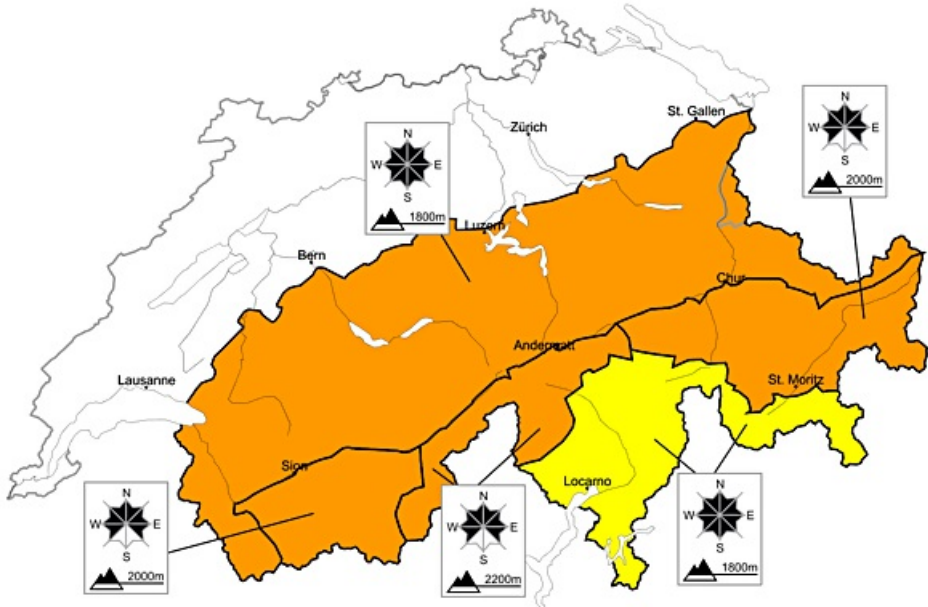 St. Gallen
Zürich
N
W E
S
2000m
N
W E
S
1800m
Luzern
Bern
Chur
Andermatt
Lausanne
St. Moritz
Sion
Locarno
N
W E
S
2000m
N
W E
S
2200m
N
W E
S
1800m